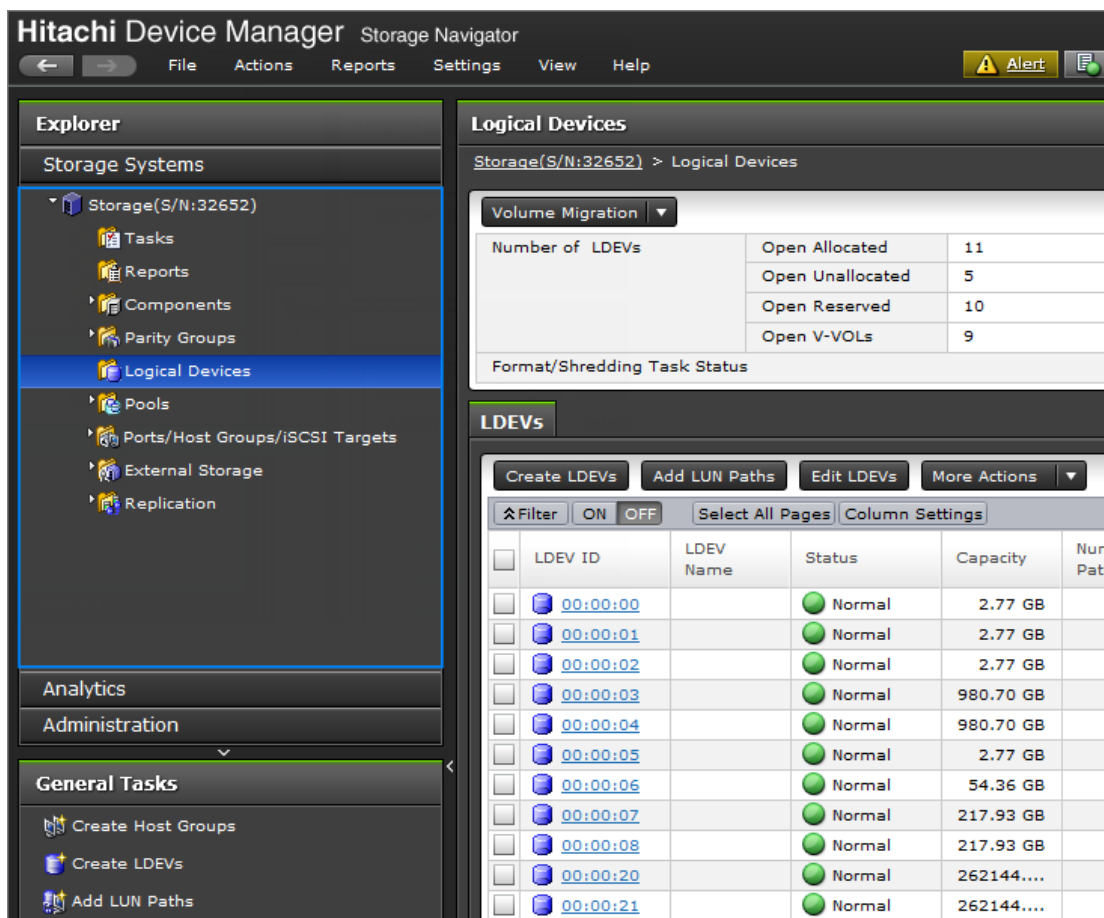 Hitachi Device Manager Storage Navigator
File Actions Reports Settings View Help
Alert
Explorer
Storage Systems
Storage(S/N:32652)
Tasks
Reports
Components
Parity Groups
Logical Devices
Pools
Ports/Host Groups/iSCSI Targets
External Storage
Replication
Analytics
Administration
General Tasks
Create Host Groups
Create LDEVs
Add LUN Paths
Logical Devices
Storage(S/N:32652) > Logical Devices
Volume Migration
Number of LDEVs Open Allocated 11
Open Unallocated 5
Open Reserved 10
Open V-VOLs 9
Format/Shredding Task Status
LDEVs
Create LDEVs Add LUN Paths Edit LDEVs More Actions
Filter ON OFF Select All Pages Column Settings
LDEV ID LDEV Name Status Capacity
00:00:00 Normal 2.77 GB
00:00:01 Normal 2.77 GB
00:00:02 Normal 2.77 GB
00:00:03 Normal 980.70 GB
00:00:04 Normal 980.70 GB
00:00:05 Normal 2.77 GB
00:00:06 Normal 54.36 GB
00:00:07 Normal 217.93 GB
00:00:08 Normal 217.93 GB
00:00:20 Normal 262144....
00:00:21 Normal 262144....